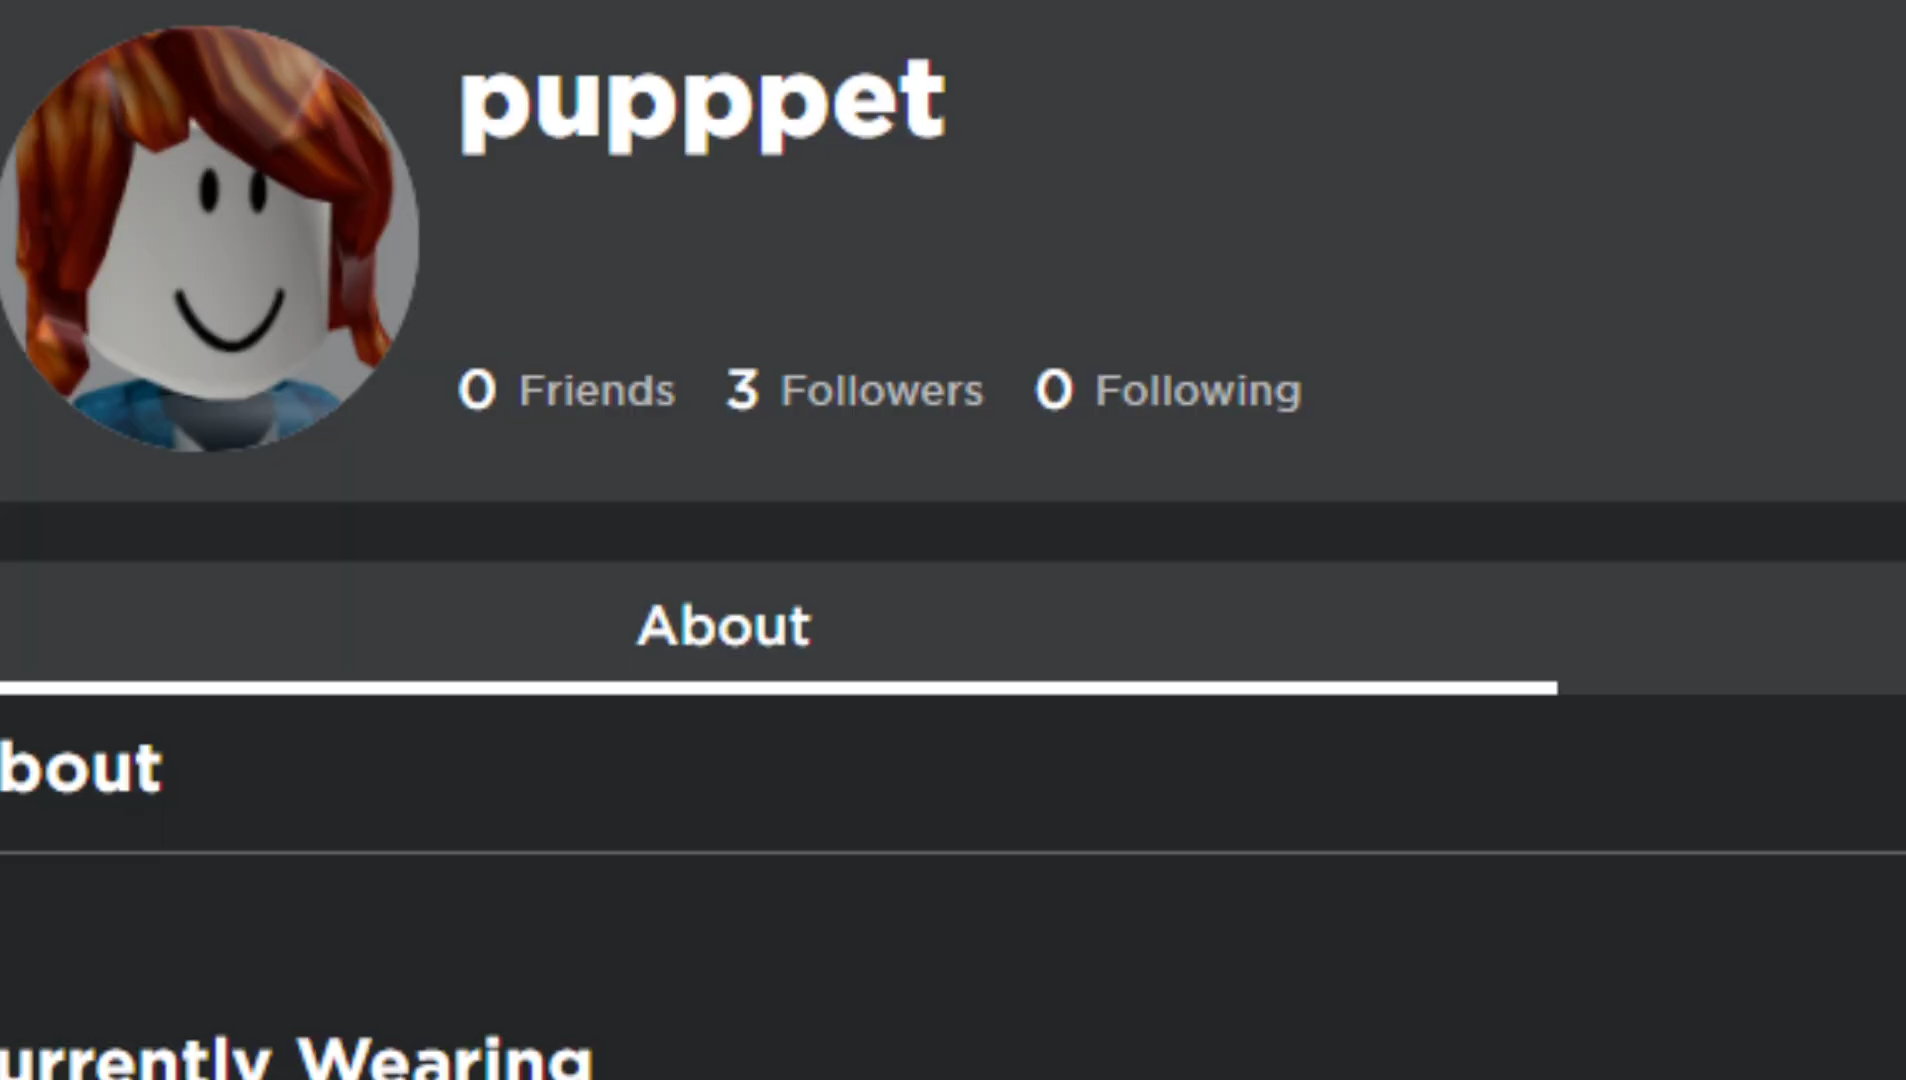 pupppet
0 Friends 3 Followers 0 Following
About
bout
urrently Wearing